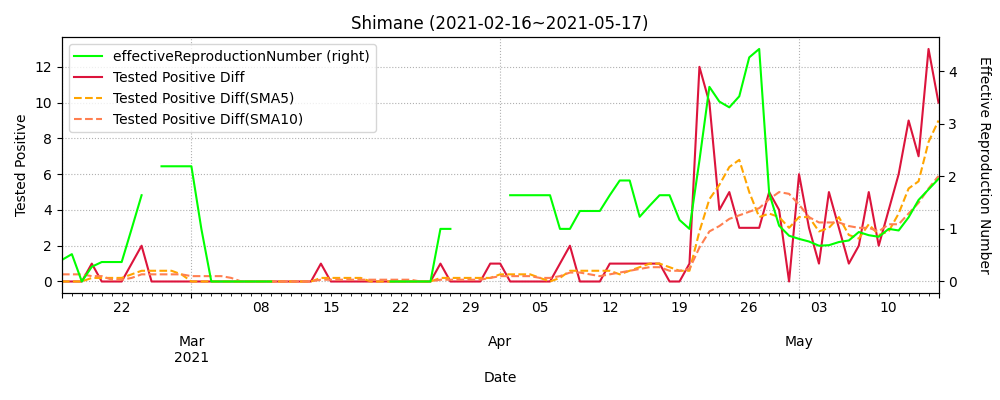 Shimane (2021-02-16~2021-05-17)
effectiveReproductionNumber (right)
Tested Positive Diff
Tested Positive Diff(SMA5)
Tested Positive Diff(SMA10)
Tested Positive
12
10
8
6
4
2
0
Effective Reproduction Number
4
3
2
1
0
22 08 15 22 29 05 12 19 26 03 10
Mar Apr May
2021
Date